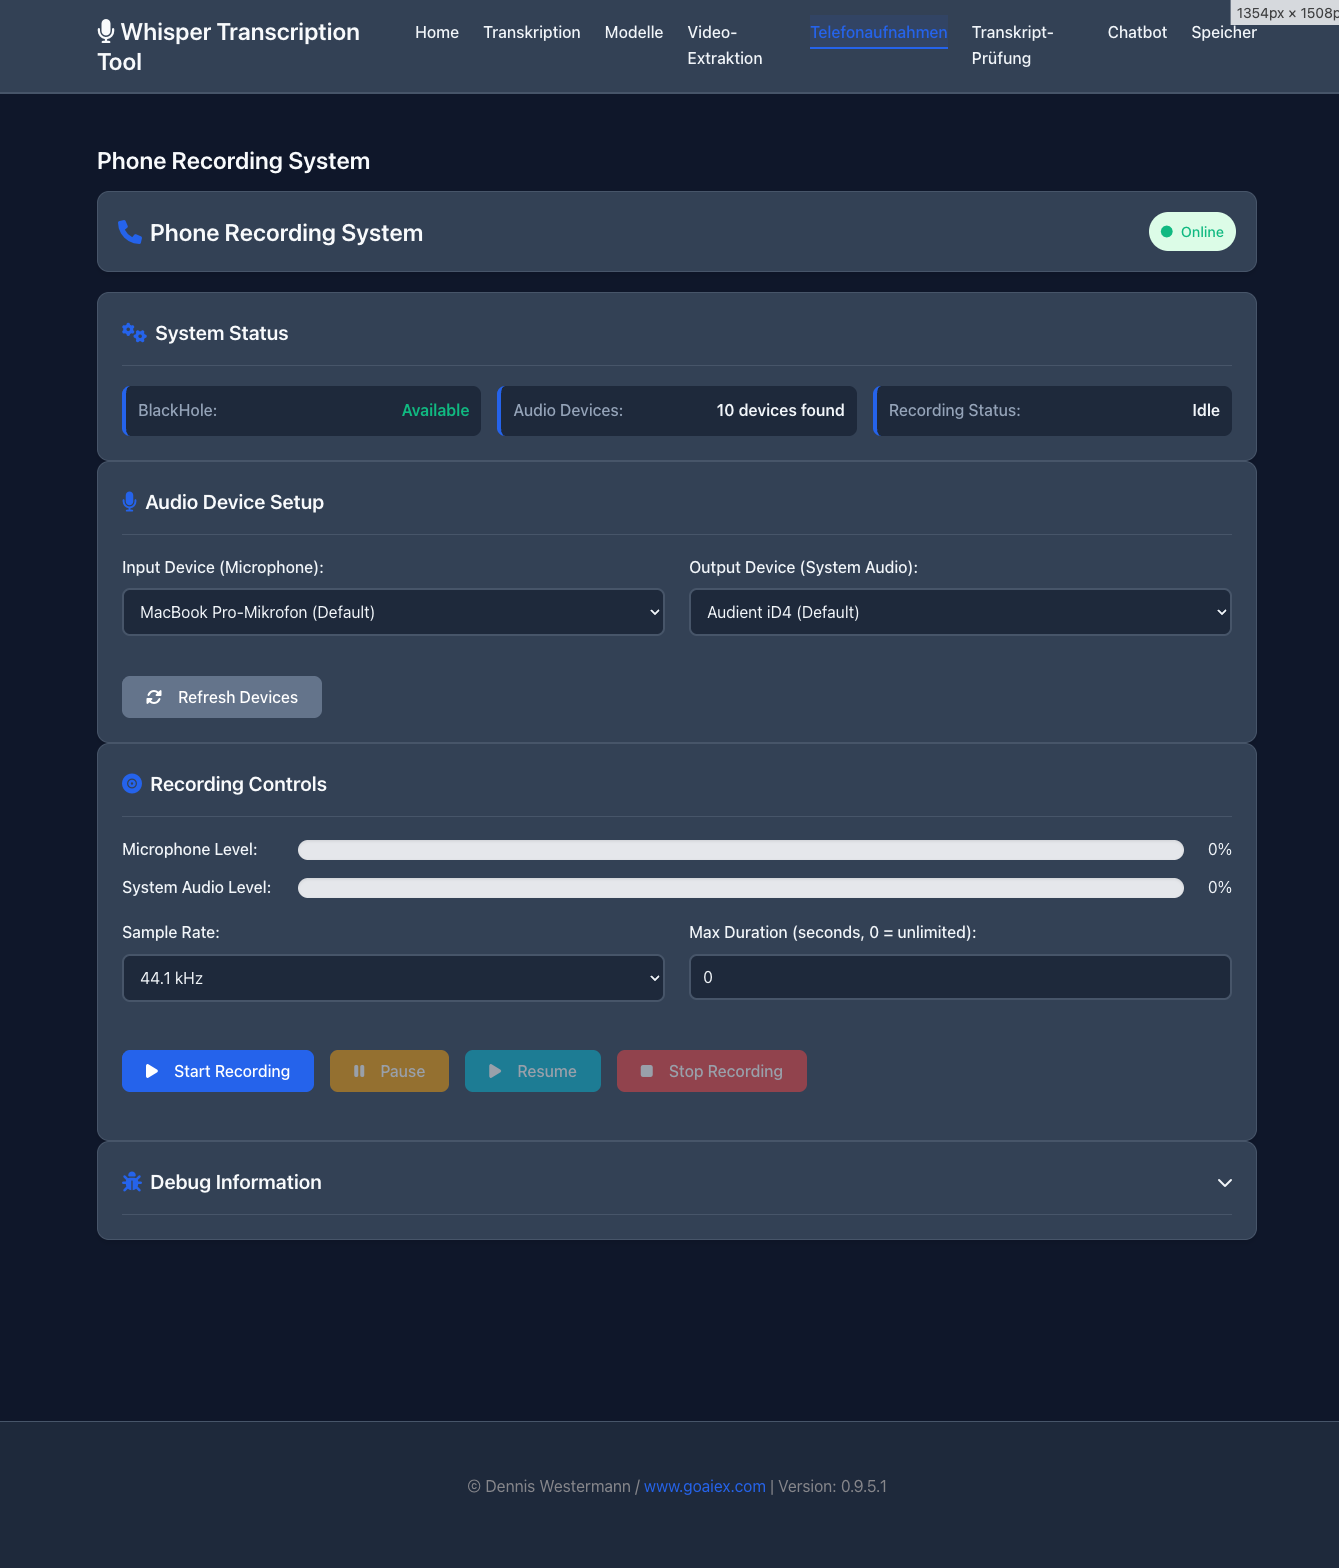 Whisper Transcription Tool
Home
Transkription
Modelle
Video-Extraktion
Telefonaufnahmen
Transkript-Prüfung
Chatbot
Speicher
1354px × 1508p
Phone Recording System
Phone Recording System
Online
System Status
BlackHole: Available
Audio Devices: 10 devices found
Recording Status: Idle
Audio Device Setup
Input Device (Microphone):
MacBook Pro-Mikrofon (Default)
Output Device (System Audio):
Audient iD4 (Default)
Refresh Devices
Recording Controls
Microphone Level: 0%
System Audio Level: 0%
Sample Rate:
44.1 kHz
Max Duration (seconds, 0 = unlimited):
0
Start Recording
Pause
Resume
Stop Recording
Debug Information
© Dennis Westermann / www.goaiex.com | Version: 0.9.5.1